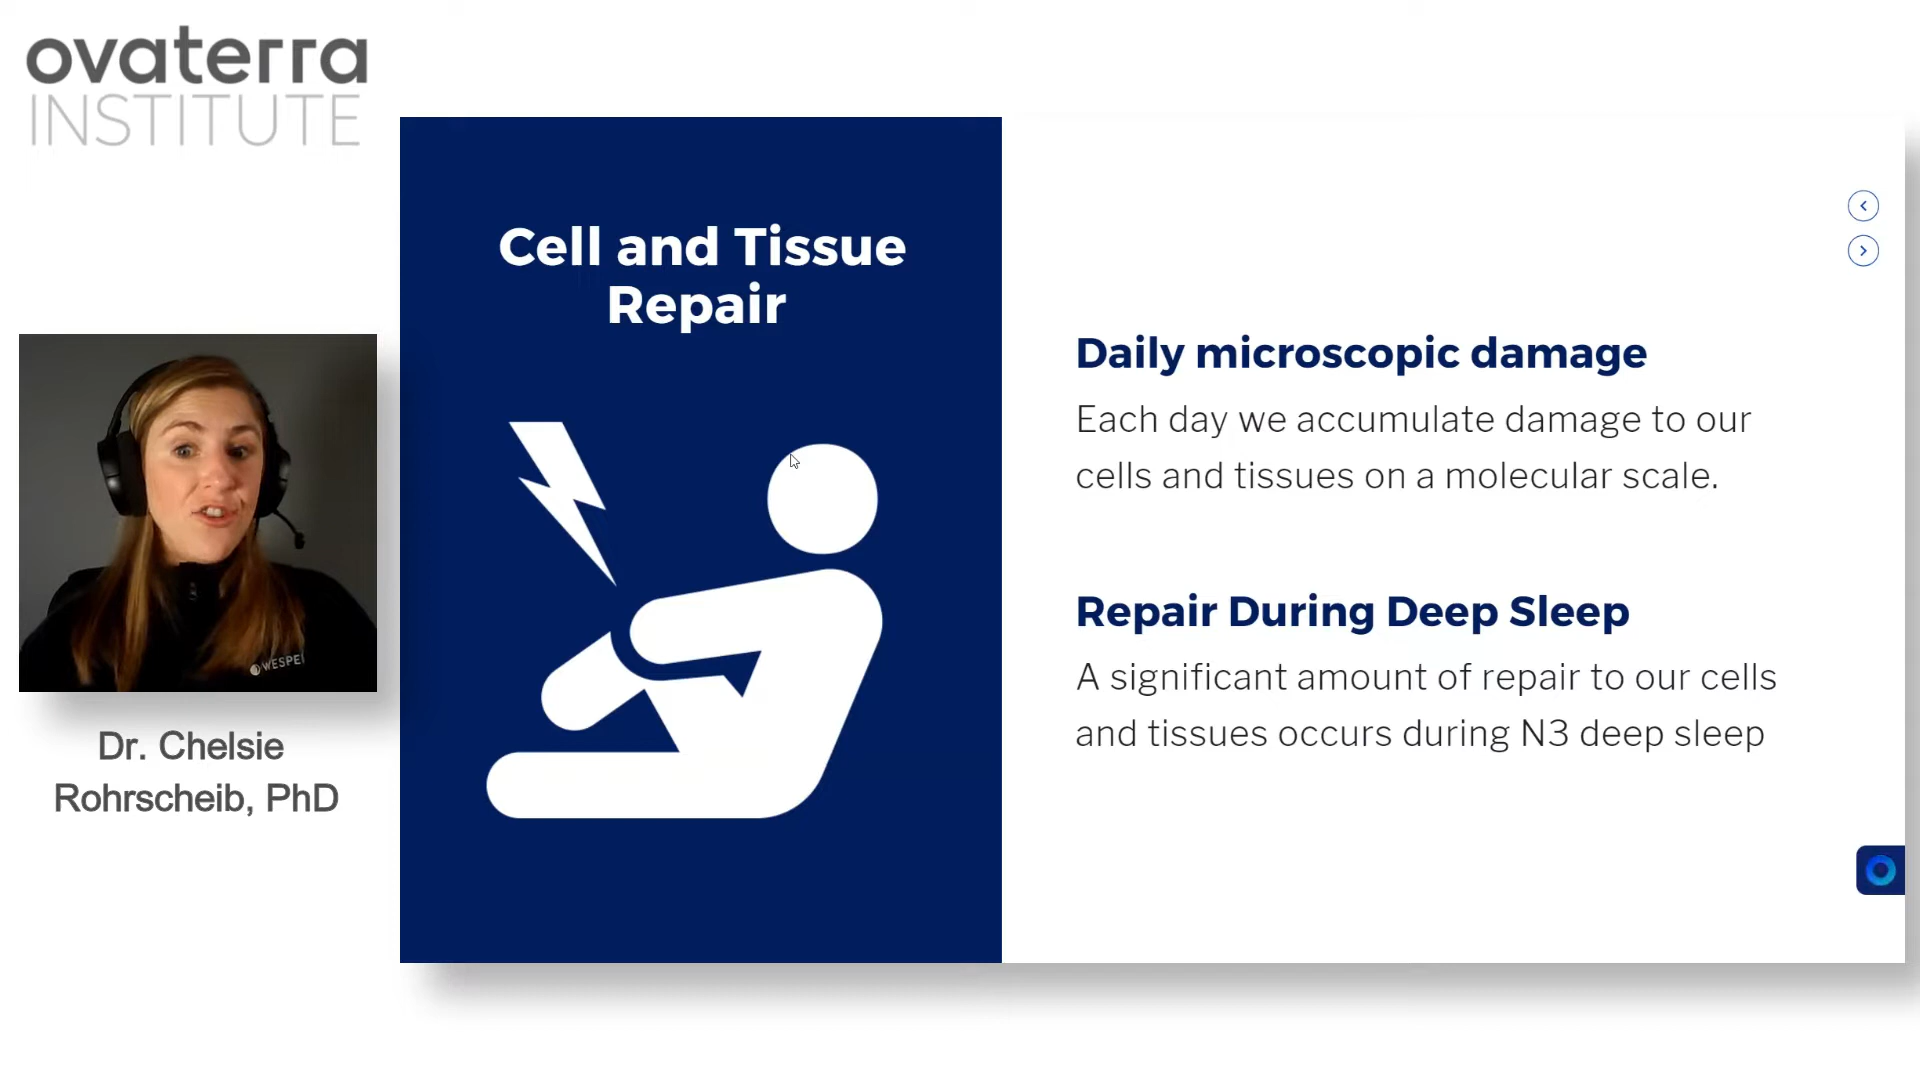 ovaterra
INSTITUTE
Cell and Tissue
Repair
Daily microscopic damage
Each day we accumulate damage to our
cells and tissues on a molecular scale.
Repair During Deep Sleep
A significant amount of repair to our cells
and tissues occurs during N3 deep sleep
WESPER
Dr. Chelsie
Rohrscheib, PhD